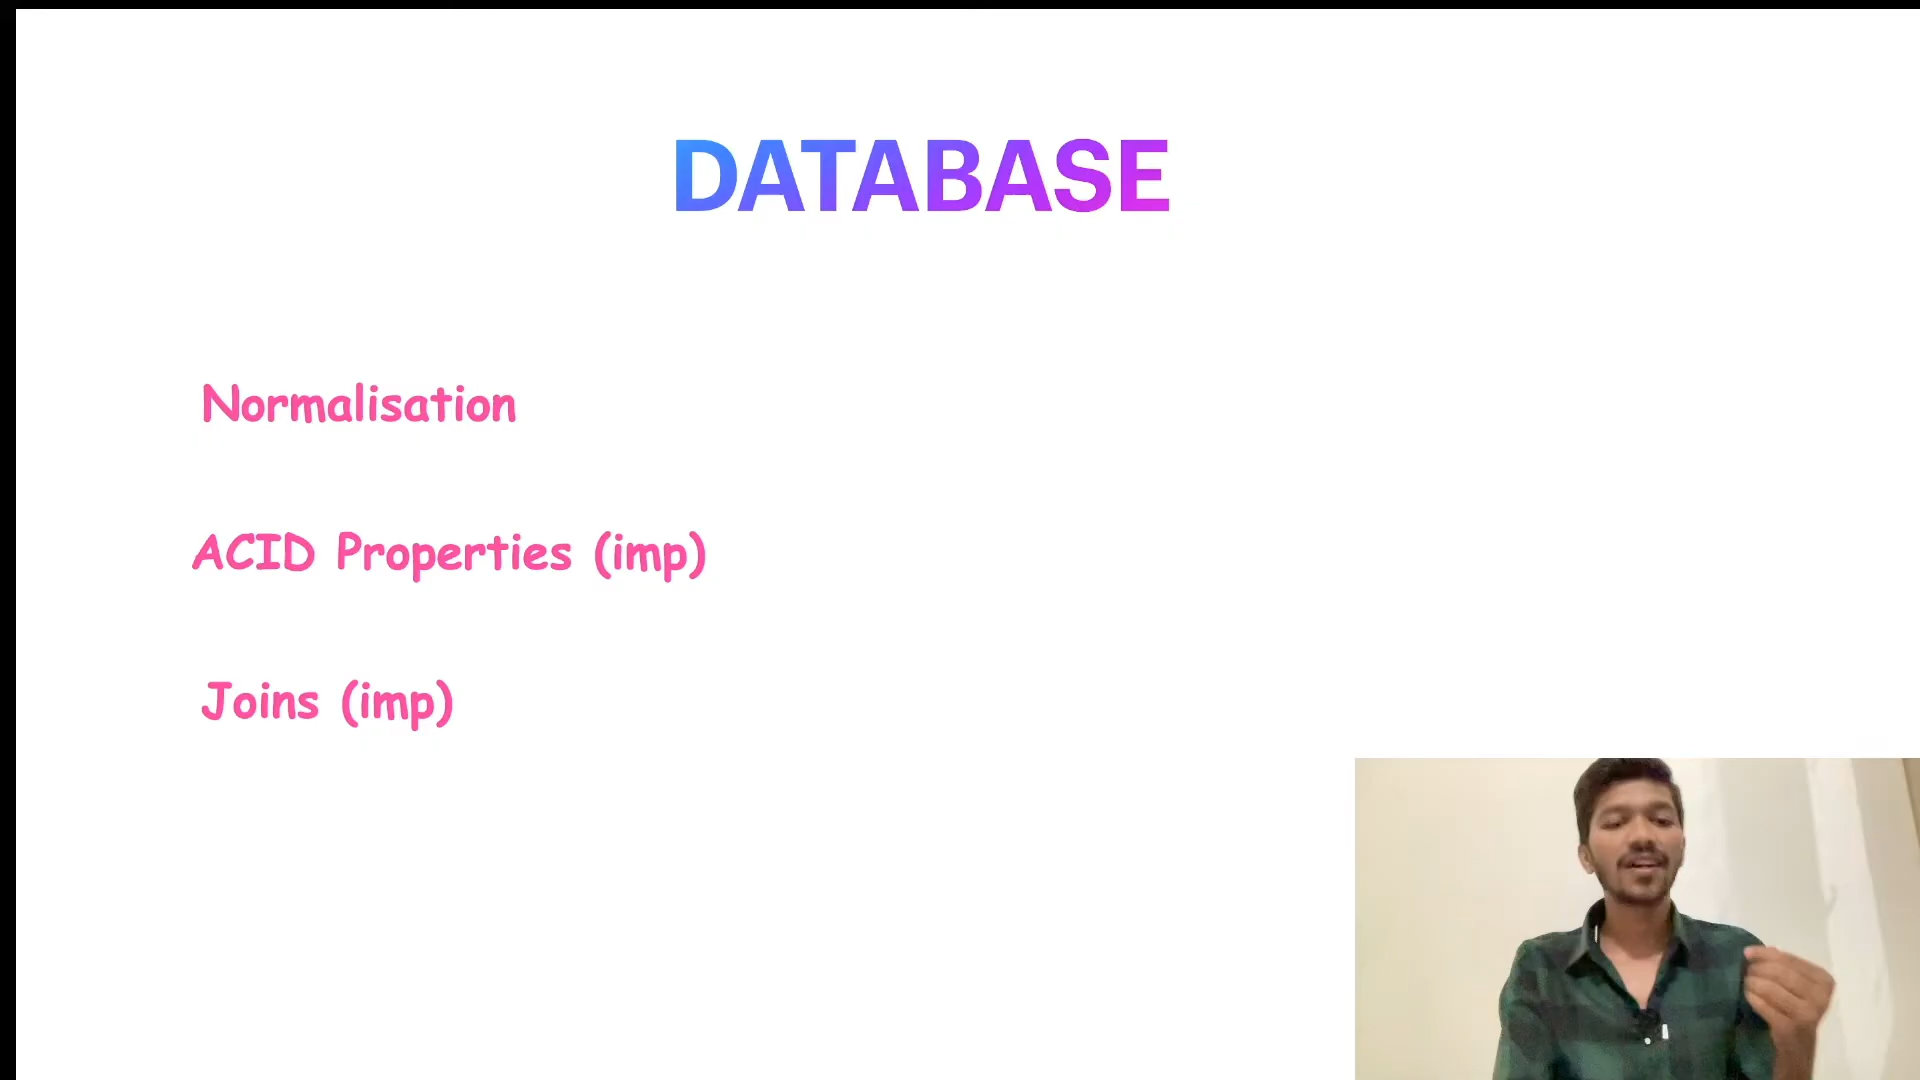 DATABASE
Normalisation
ACID Properties (imp)
Joins (imp)